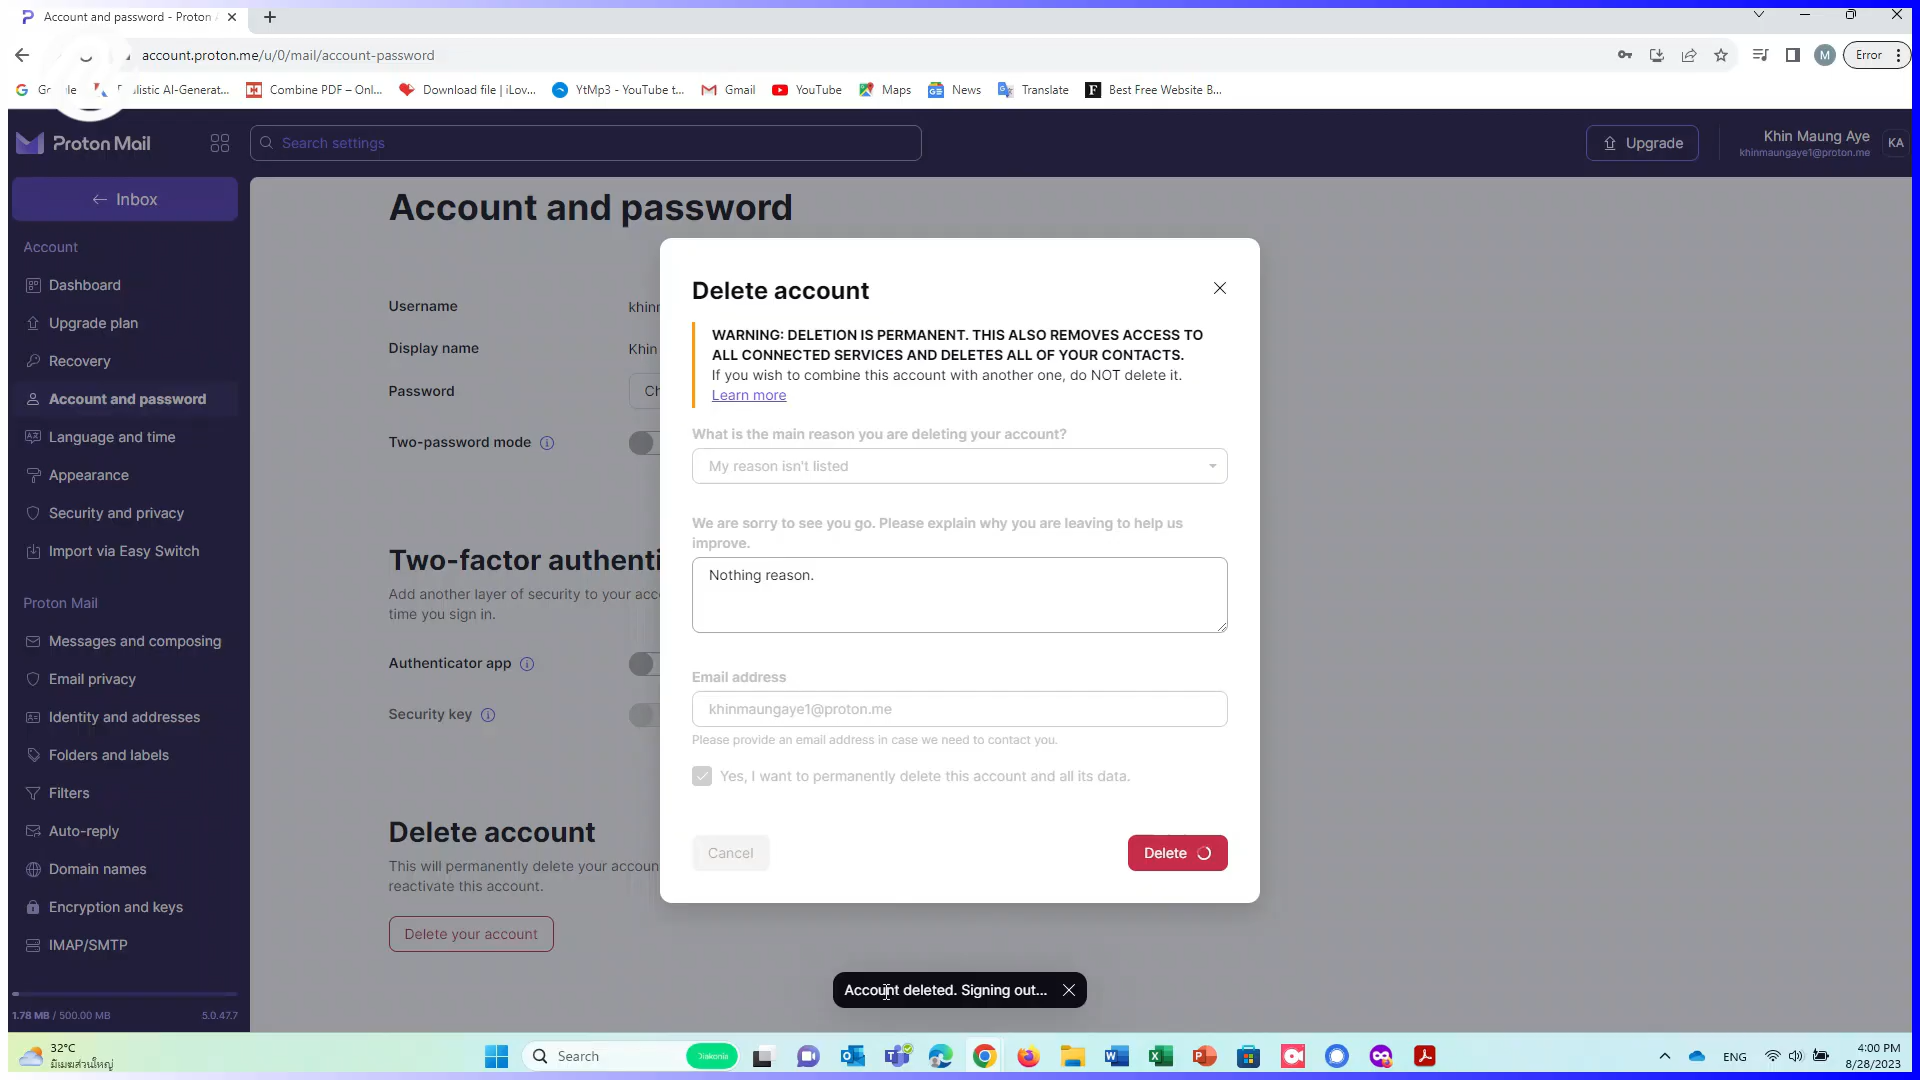 Account and password - Proton
account.proton.me/u/0/mail/account-password
Error
Combine PDF – Onl...
Download file | iLov...
YtMp3 - YouTube t...
Gmail
YouTube
Maps
News
Translate
Best Free Website B...
Proton Mail
Search settings
Upgrade
Khin Maung Aye
khinmaungaye1@proton.me
KA
M
← Inbox
Account
Dashboard
Upgrade plan
Recovery
Account and password
Language and time
Appearance
Security and privacy
Import via Easy Switch
Proton Mail
Messages and composing
Email privacy
Identity and addresses
Folders and labels
Filters
Auto-reply
Domain names
Encryption and keys
IMAP/SMTP
1.78 MB / 500.00 MB
5.0.47.7
Account and password
Username
khinn
Display name
Khin
Password
Ch
Two-password mode
Two-factor authenti
Add another layer of security to your acco
time you sign in.
Authenticator app
Security key
Delete account
This will permanently delete your accoun
reactivate this account.
Delete your account
Delete account
WARNING: DELETION IS PERMANENT. THIS ALSO REMOVES ACCESS TO
ALL CONNECTED SERVICES AND DELETES ALL OF YOUR CONTACTS.
If you wish to combine this account with another one, do NOT delete it.
Learn more
What is the main reason you are deleting your account?
My reason isn't listed
We are sorry to see you go. Please explain why you are leaving to help us
improve.
Nothing reason.
Email address
khinmaungaye1@proton.me
Please provide an email address in case we need to contact you.
Yes, I want to permanently delete this account and all its data.
Cancel
Delete
Account deleted. Signing out...
32°C
มีเมฆส่วนใหญ่
Search
Diakonia
ENG
4:00 PM
8/28/2023